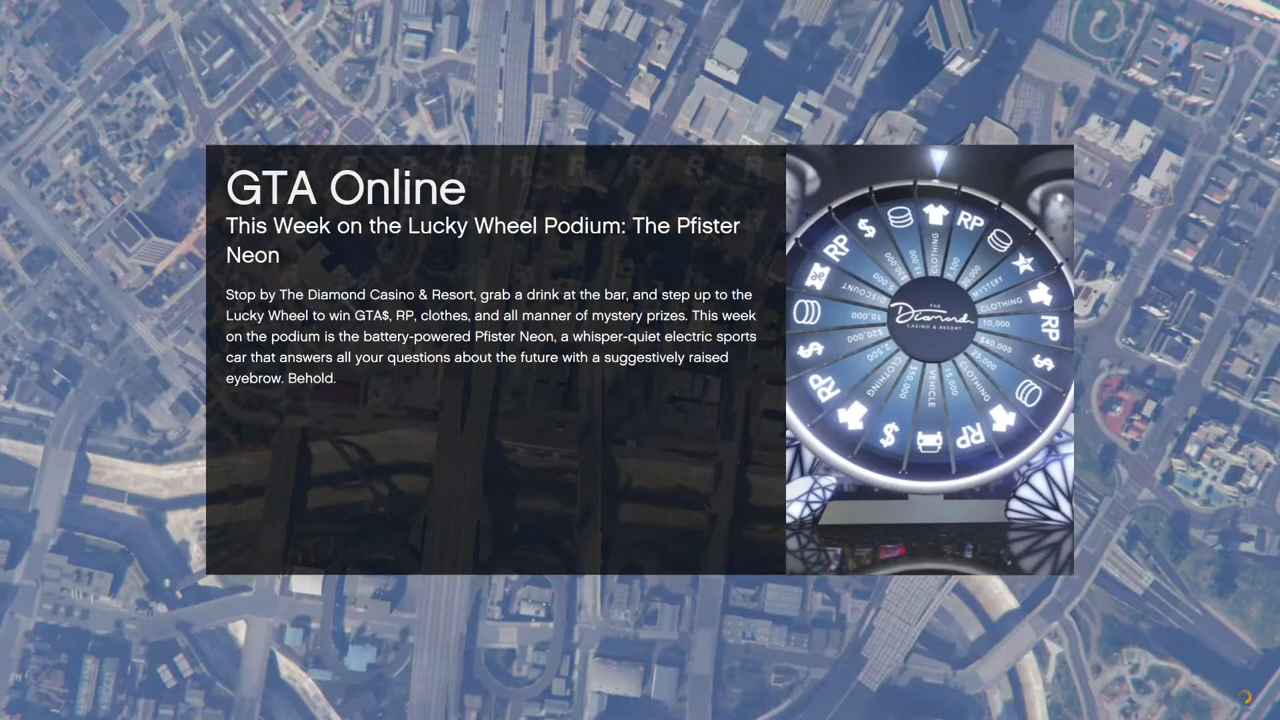 GTA Online
This Week on the Lucky Wheel Podium: The Pfister
Neon
Stop by The Diamond Casino & Resort, grab a drink at the bar, and step up to the
Lucky Wheel to win GTA$, RP, clothes, and all manner of mystery prizes. This week
on the podium is the battery-powered Pfister Neon, a whisper-quiet electric sports
car that answers all your questions about the future with a suggestively raised
eyebrow. Behold.
THE
Diamond
CASINO & RESORT
CLOTHING
RP
MYSTERY
CLOTHING
RP 10,000
$ $40,000
25,000
CLOTHING
RP 15,000
VEHICLE
$ $50,000
CLOTHING
RP 2,500
$ $20,000
10,000
DISCOUNT
RP
$